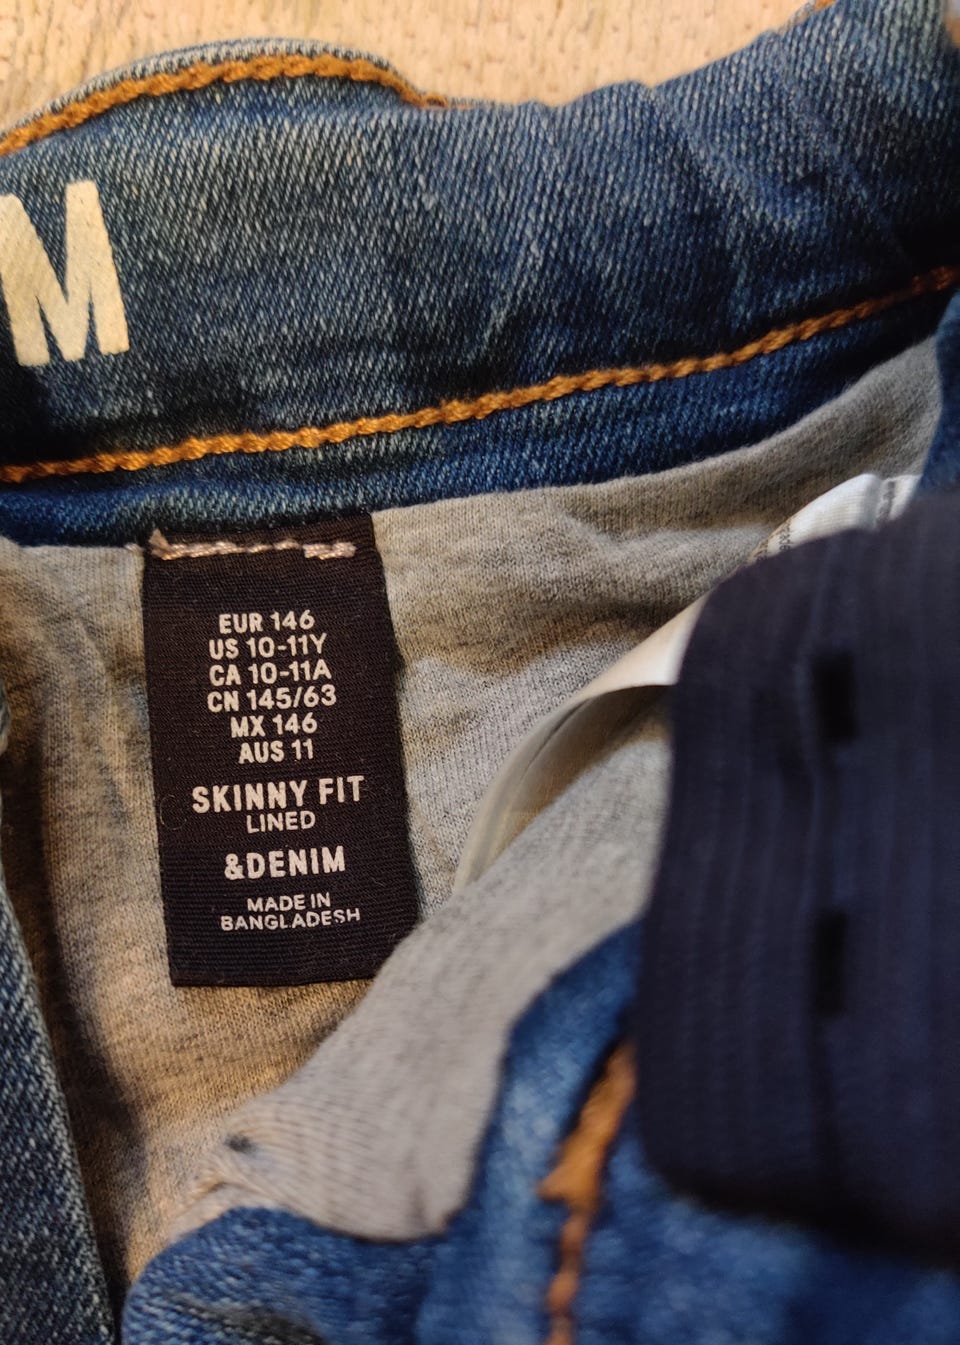 M
EUR 146
US 10-11Y
CA 10-11A
CN 145/63
MX 146
AUS 11
SKINNY FIT
LINED
&DENIM
MADE IN
BANGLADESH